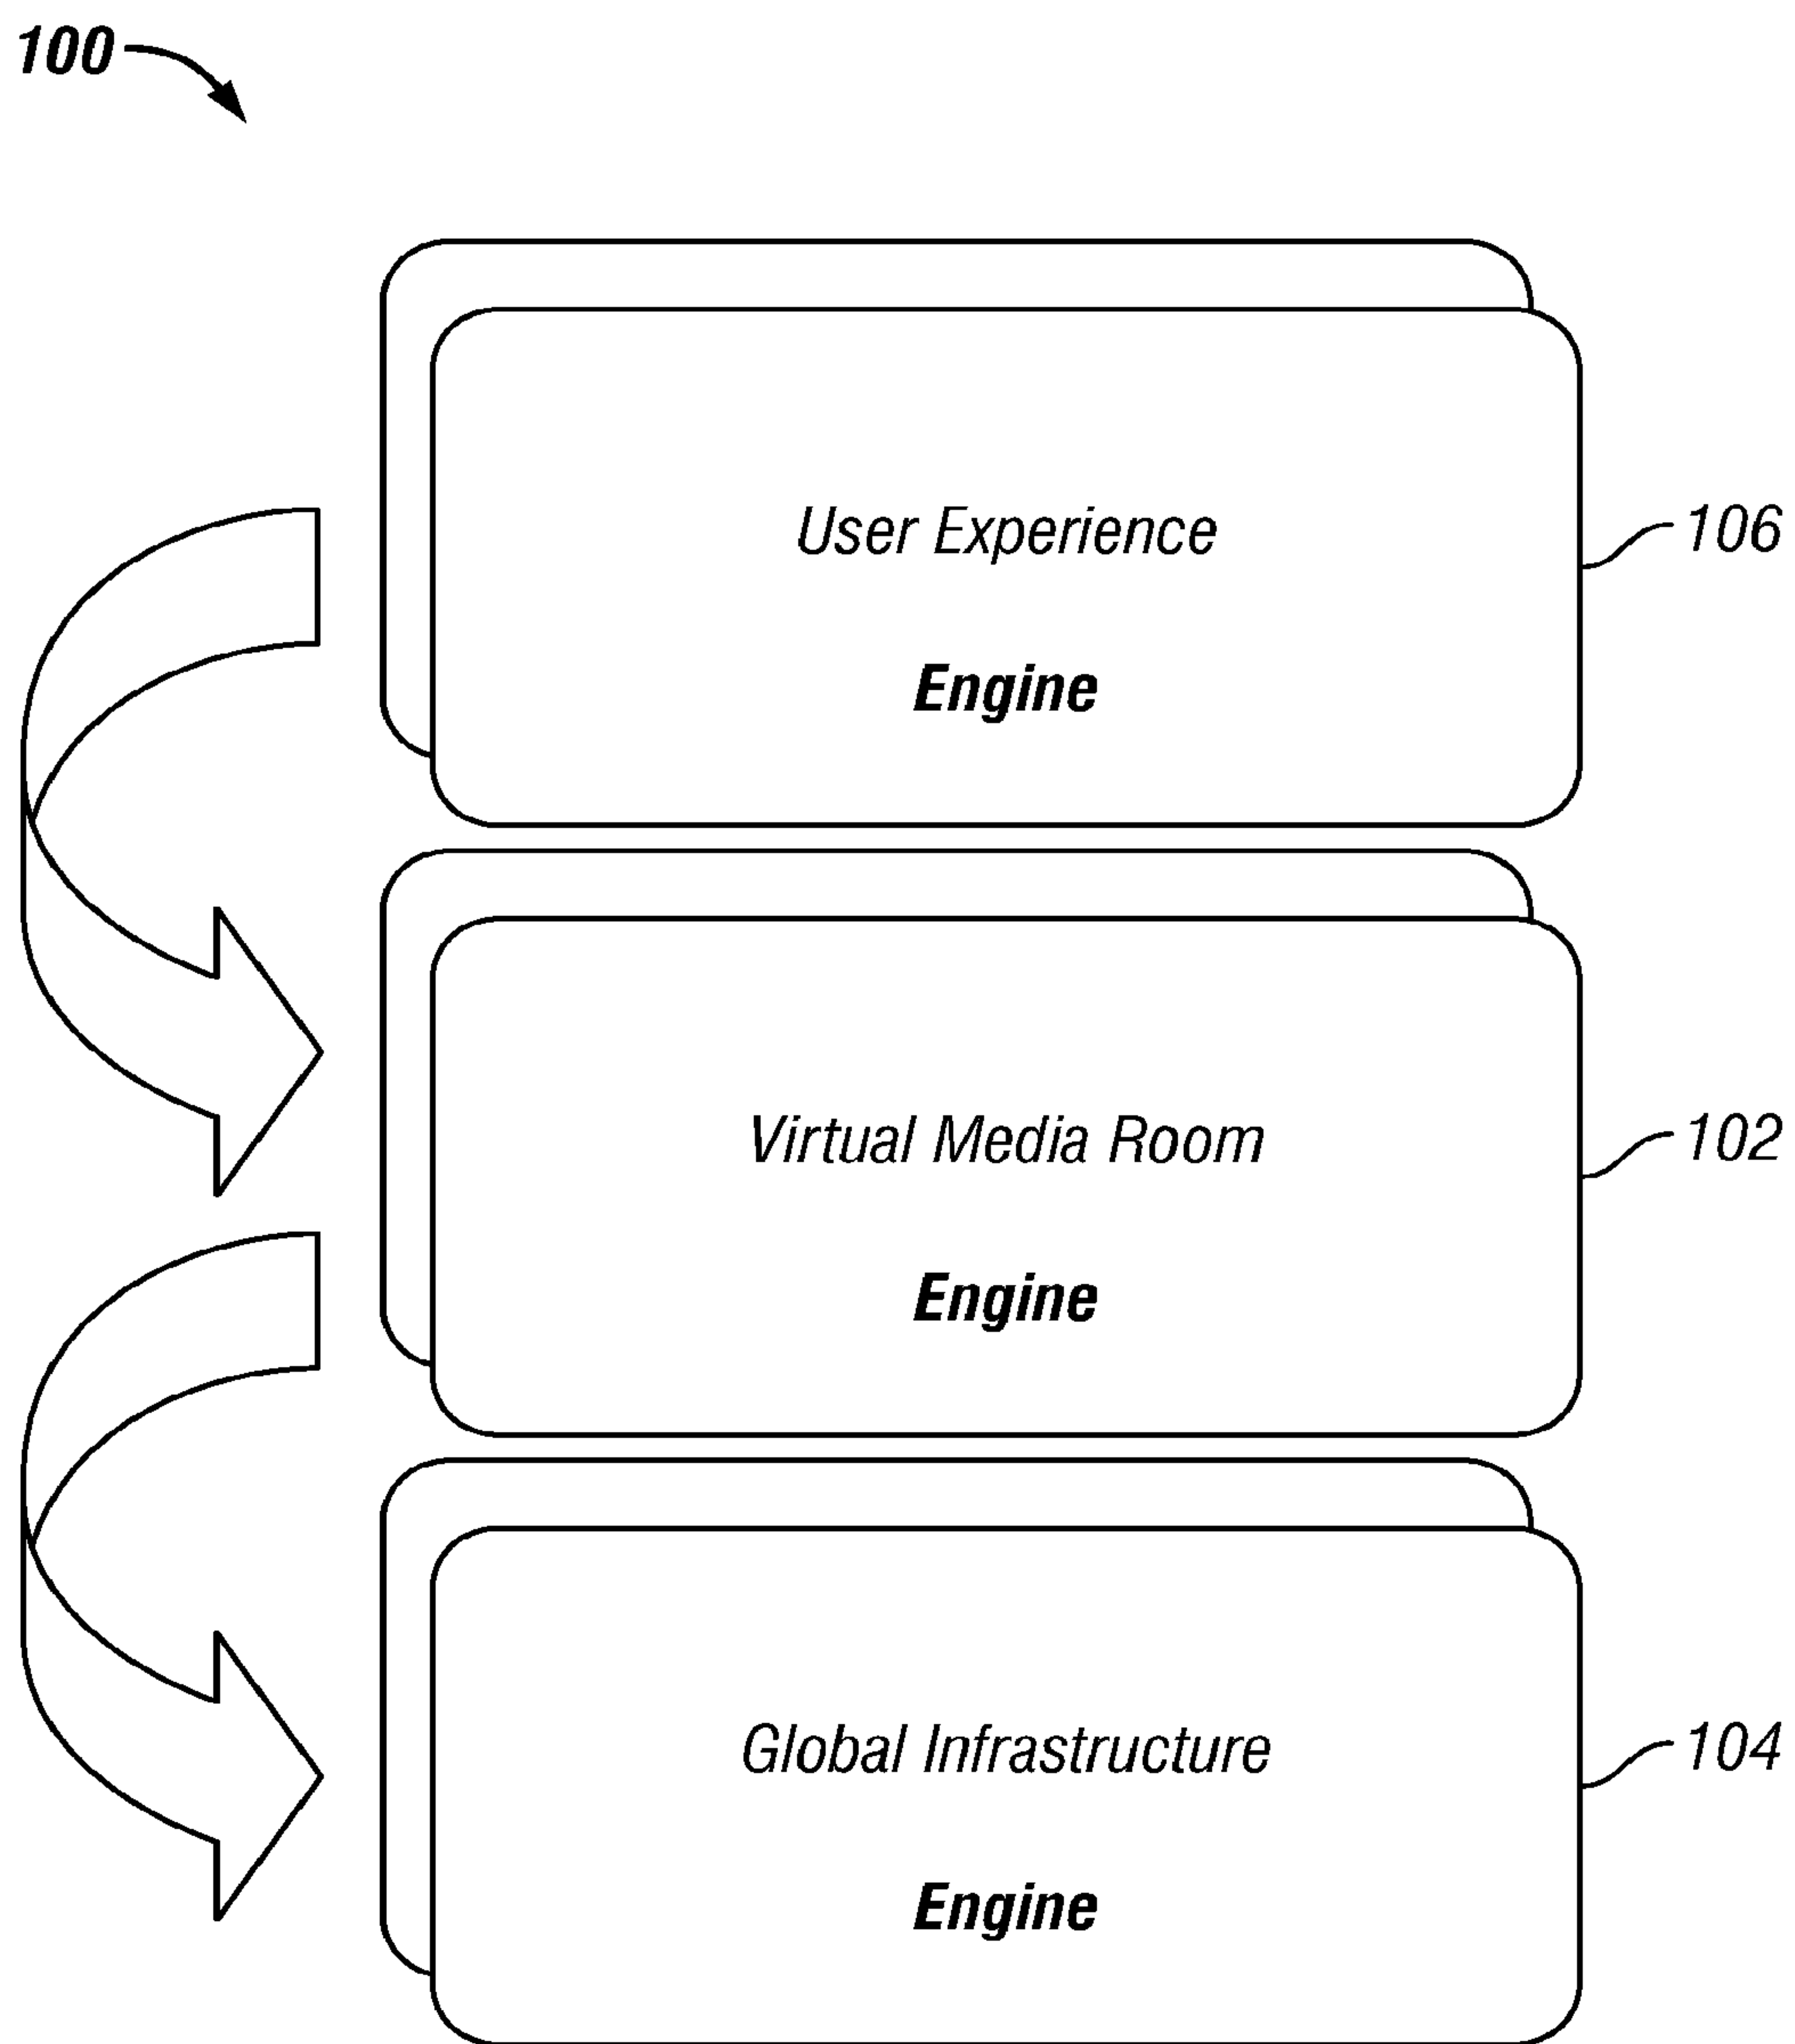 100
User Experience
Engine
106
Virtual Media Room
Engine
102
Global Infrastructure
Engine
104